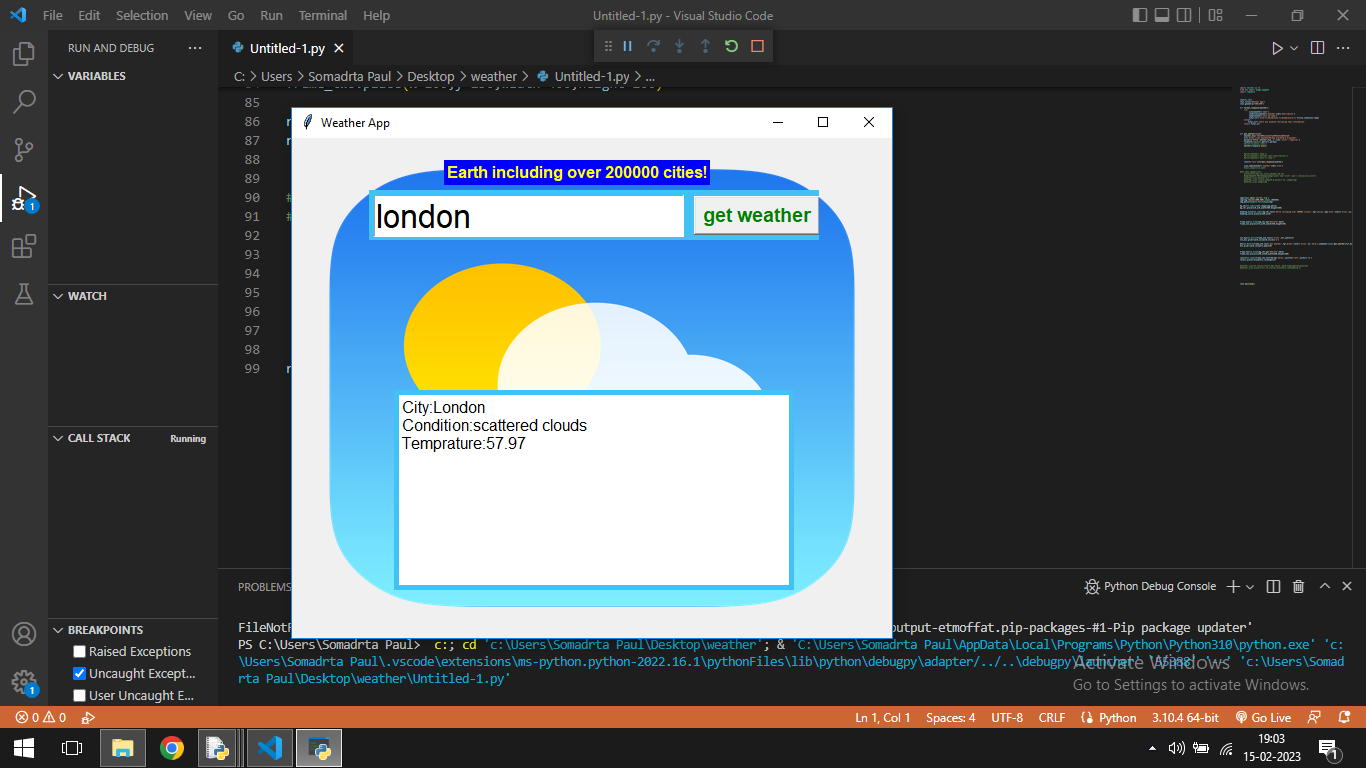 File Edit Selection View Go Run Terminal Help
Untitled-1.py - Visual Studio Code
RUN AND DEBUG ...
Untitled-1.py
C: > Users > Somadrta Paul > Desktop > weather > Untitled-1.py > ...
VARIABLES
85
86
87
88
89
90 #
91 #
92
93
94
95
96
97
98
99
Weather App
Earth including over 200000 cities!
london
get weather
City:London
Condition:scattered clouds
Temprature:57.97
WATCH
CALL STACK Running
BREAKPOINTS
Raised Exceptions
Uncaught Except...
User Uncaught E...
1
1
PROBLEMS
Python Debug Console
output-etmoffat.pip-packages-#1-Pip package updater'
PS C:\Users\Somadrta Paul> c:; cd 'c:\Users\Somadrta Paul\Desktop\weather'; & 'C:\Users\Somadrta Paul\AppData\Local\Programs\Python\Python310\python.exe' 'c:
\Users\Somadrta Paul\.vscode\extensions\ms-python.python-2022.16.1\pythonFiles\lib\python\debugpy\adapter/../..\debugpy\launcher' '--' 'c:\Users\Somad
rta Paul\Desktop\weather\Untitled-1.py'
Activate Windows
Go to Settings to activate Windows.
0 0
Ln 1, Col 1 Spaces: 4 UTF-8 CRLF Python 3.10.4 64-bit Go Live
19:03
15-02-2023
1